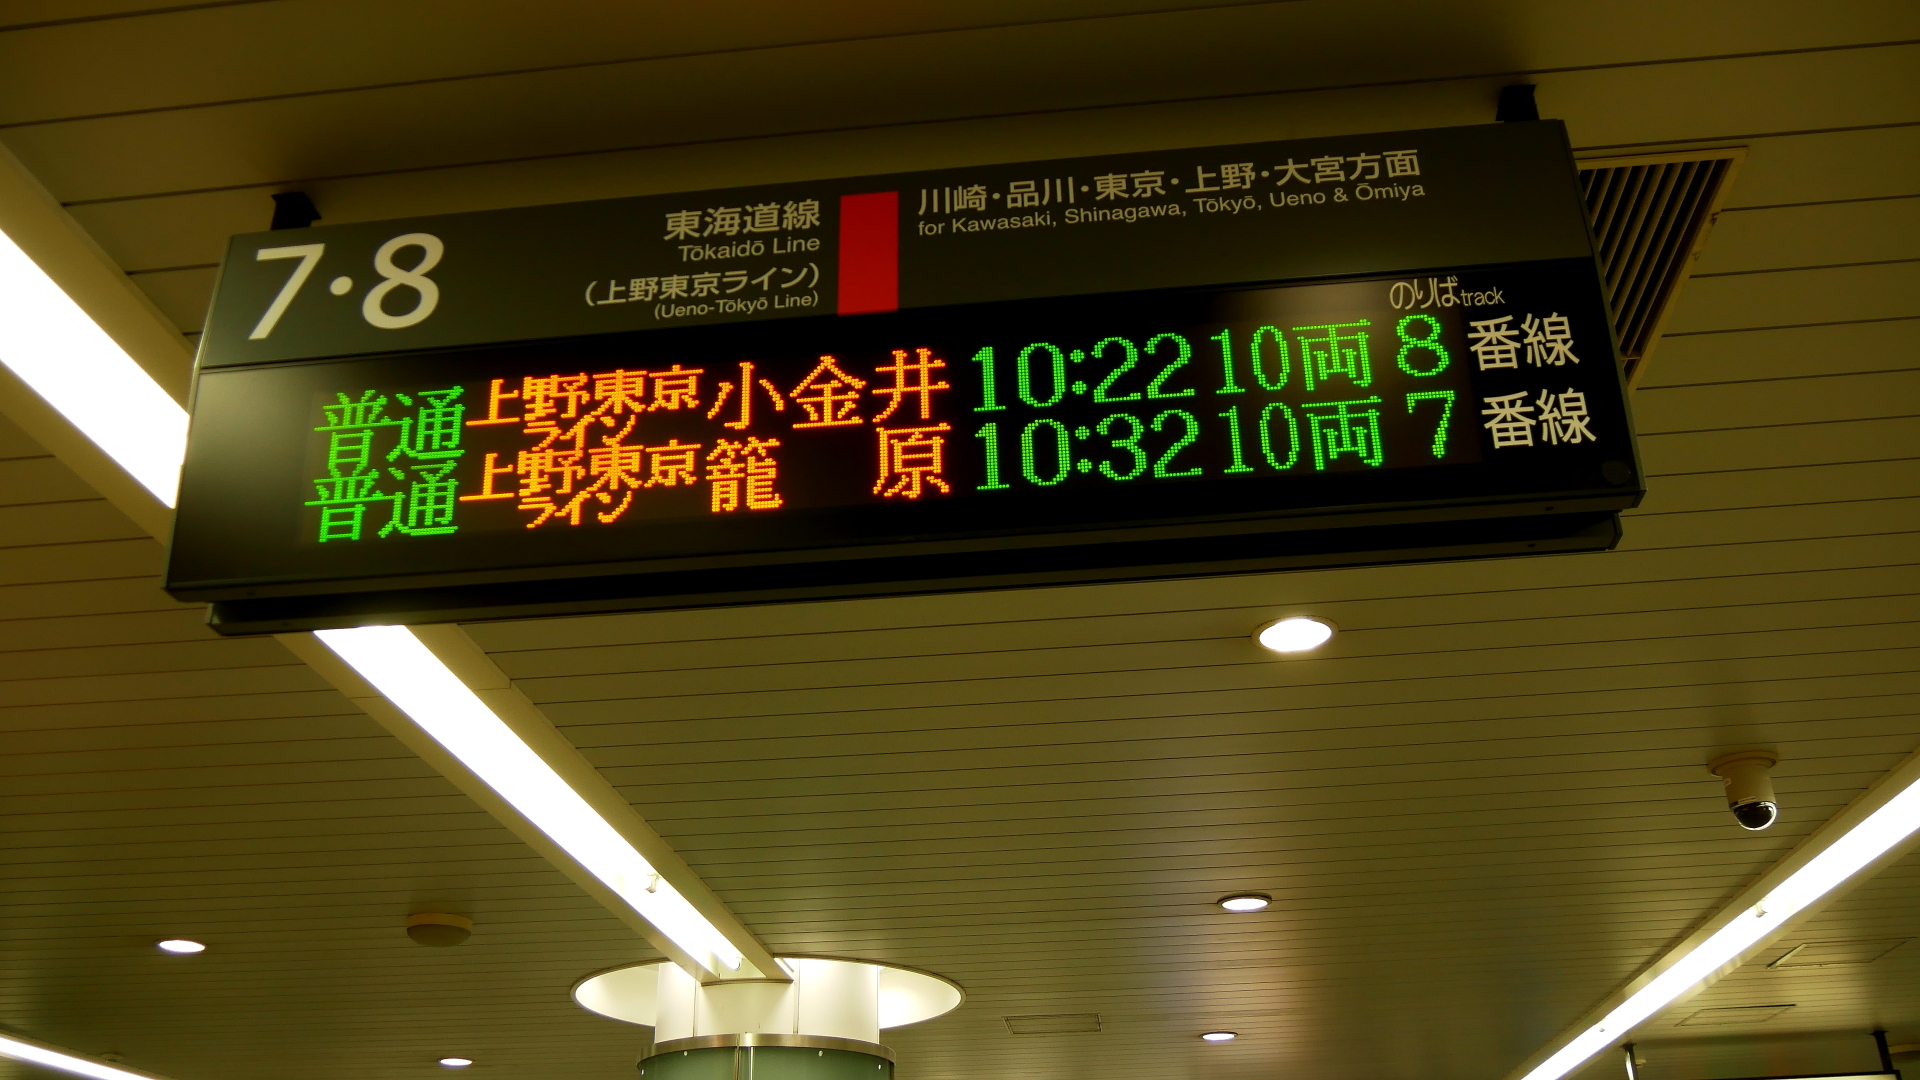 7・8
東海道線
Tōkaidō Line
(上野東京ライン)
(Ueno-Tōkyō Line)
川崎・品川・東京・上野・大宮方面
for Kawasaki, Shinagawa, Tōkyō, Ueno & Ōmiya
のりば track
普通 上野東京ライン 小金井 10:22 10両 8 番線
普通 上野東京ライン 籠原 10:32 10両 7 番線